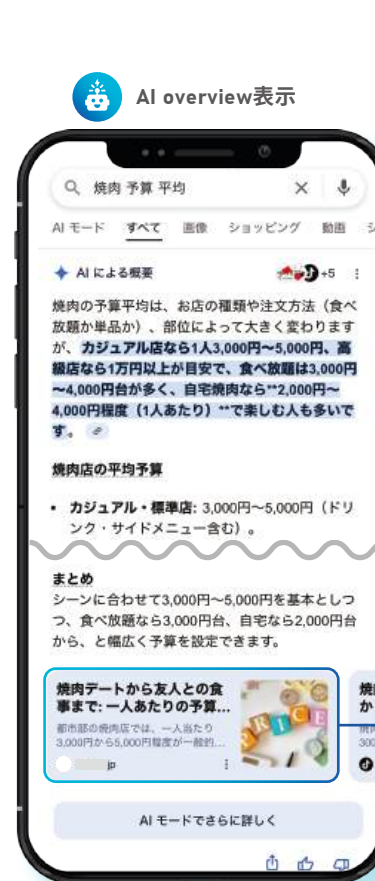 AI overview表示
焼肉 予算 平均
AI モード すべて 画像 ショッピング 動画
AI による概要 +5
焼肉の予算平均は、お店の種類や注文方法（食べ
放題か単品か）、部位によって大きく変わります
が、カジュアル店なら1人3,000円〜5,000円、高
級店なら1万円以上が目安で、食べ放題は3,000円
〜4,000円台が多く、自宅焼肉なら**2,000円〜
4,000円程度（1人あたり）**で楽しむ人も多いで
す。
焼肉店の平均予算
• カジュアル・標準店: 3,000円〜5,000円（ドリ
ンク・サイドメニュー含む）。
まとめ
シーンに合わせて3,000円〜5,000円を基本としつ
つ、食べ放題なら3,000円台、自宅なら2,000円台
から、と幅広く予算を設定できます。
焼肉デートから友人との食
事まで: 一人あたりの予算...
都市部の焼肉店では、一人当たり
3,000円から5,000円程度が一般的...
jp
PRICE
焼
か
300
AI モードでさらに詳しく